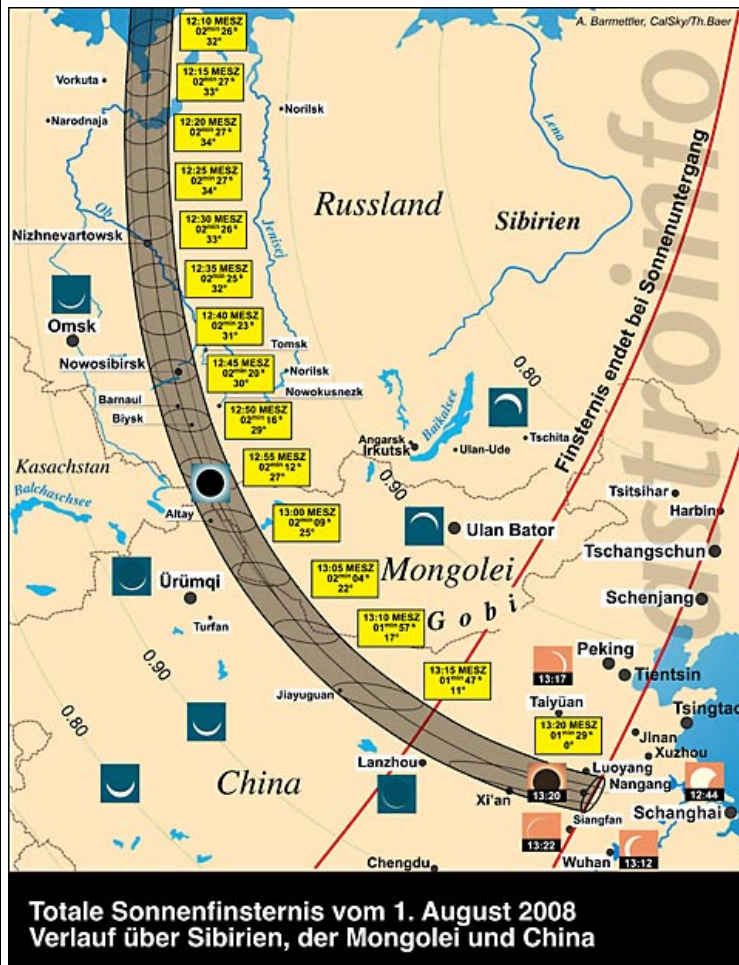 A. Barmettler, CalSky/Th.Baer
astroinfo
12:10 MESZ
02min 26s
32°
12:15 MESZ
02min 27s
33°
12:20 MESZ
02min 27s
34°
12:25 MESZ
02min 27s
34°
12:30 MESZ
02min 26s
33°
12:35 MESZ
02min 25s
32°
12:40 MESZ
02min 23s
31°
12:45 MESZ
02min 20s
30°
12:50 MESZ
02min 16s
29°
12:55 MESZ
02min 12s
27°
13:00 MESZ
02min 09s
25°
13:05 MESZ
02min 04s
22°
13:10 MESZ
01min 57s
17°
13:15 MESZ
01min 47s
11°
13:20 MESZ
01min 29s
0°
Vorkuta
Narodnaja
Norilsk
Lena
Ob
Jenisej
Russland
Sibirien
Nizhnevartowsk
Finsternis endet bei Sonnenuntergang
Omsk
Tomsk
Nowosibirsk
Norilsk
Barnaul
Nowokusnezk
Biysk
0.80
Baikalsee
Angarsk
Irkutsk
Ulan-Ude
Tschita
Kasachstan
Balchaschsee
0.90
Altay
Tsitsihar
Harbin
Ulan Bator
Tschangschun
Mongolei
Ürümqi
Schenjang
Gobi
Turfan
0.90
Peking
13:17
Tientsin
Jiayuguan
Taiyüan
Tsingtao
0.80
Jinan
Xuzhou
Lanzhou
Luoyang
China
Nangang
13:20
12:44
Xi'an
Schanghai
Siangfan
13:22
Wuhan
13:12
Chengdu
Totale Sonnenfinsternis vom 1. August 2008
Verlauf über Sibirien, der Mongolei und China